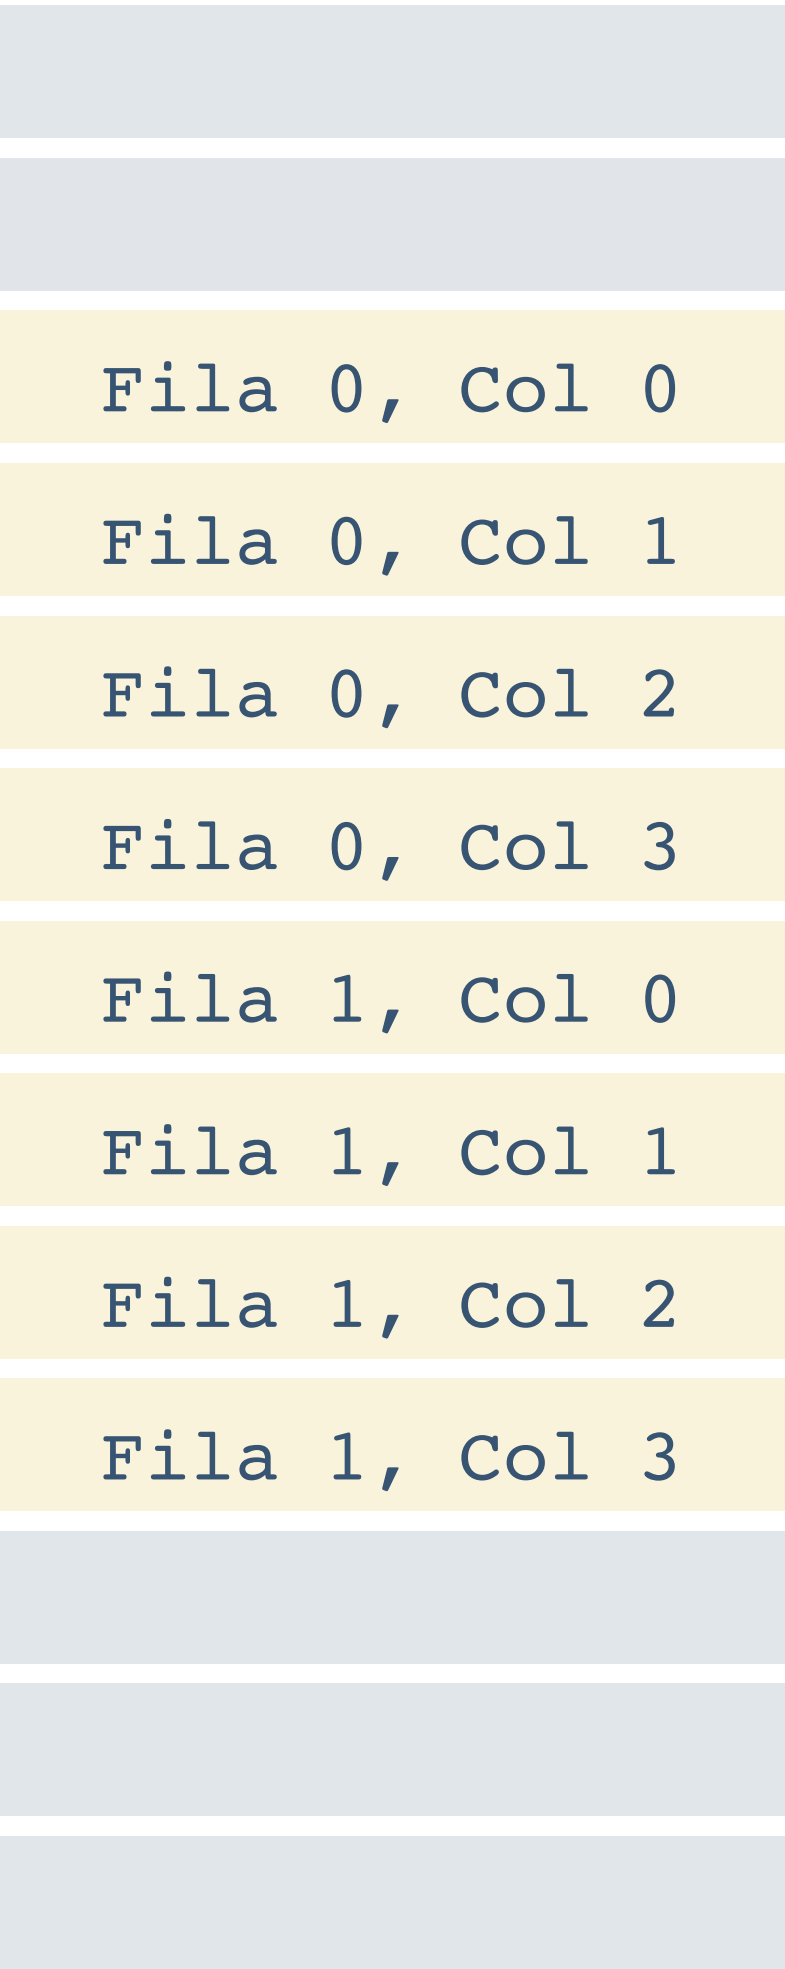 Fila 0, Col 0
Fila 0, Col 1
Fila 0, Col 2
Fila 0, Col 3
Fila 1, Col 0
Fila 1, Col 1
Fila 1, Col 2
Fila 1, Col 3